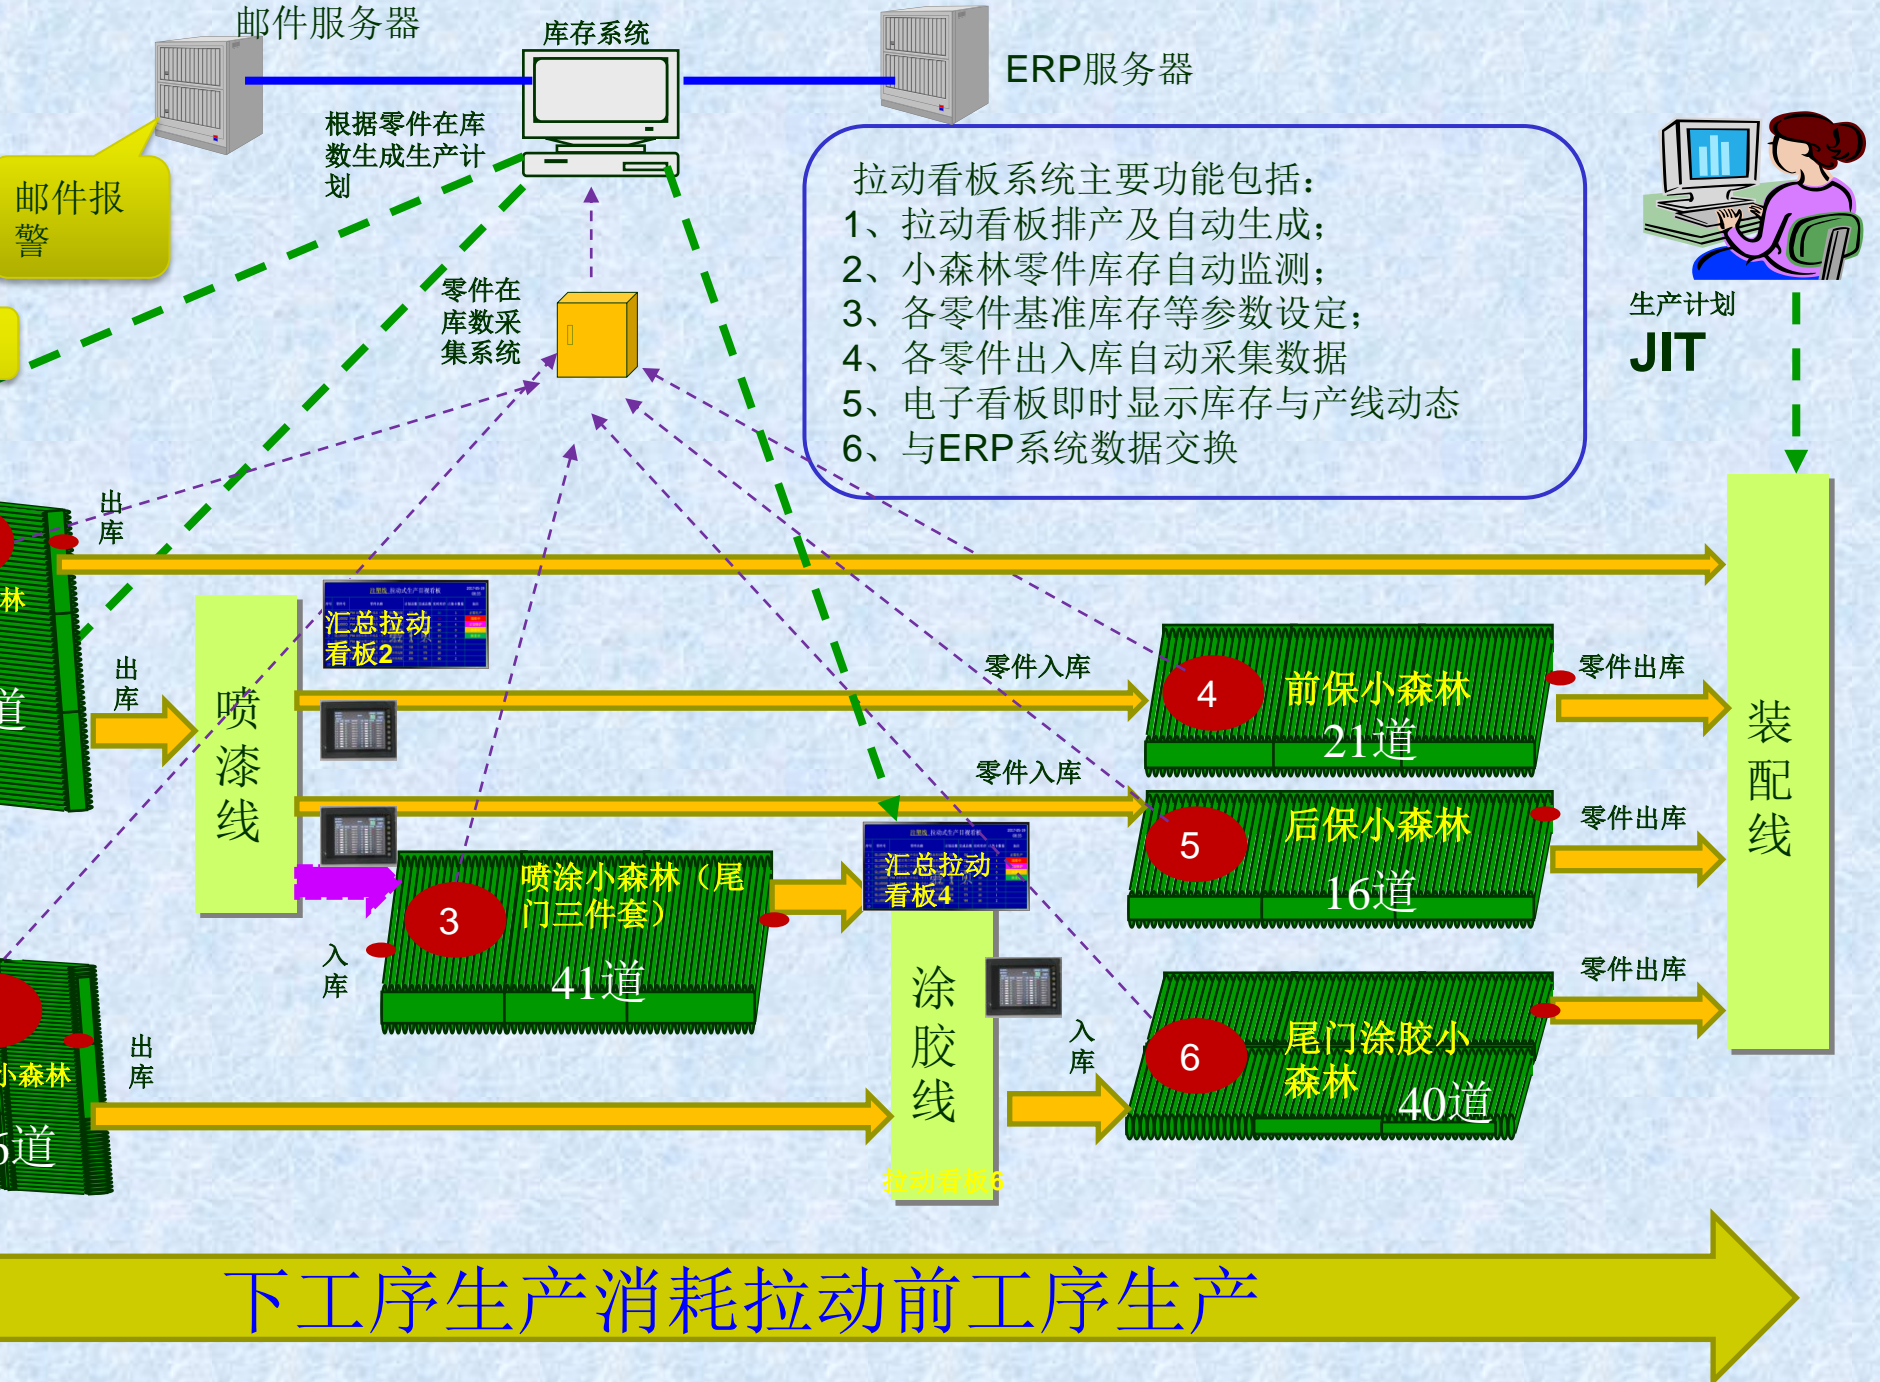 邮件服务器
库存系统
ERP服务器
根据零件在库
数生成生产计
划
邮件报
警
拉动看板系统主要功能包括：
1、拉动看板排产及自动生成；
2、小森林零件库存自动监测；
3、各零件基准库存等参数设定；
4、各零件出入库自动采集数据
5、电子看板即时显示库存与产线动态
6、与ERP系统数据交换
零件在
库数采
集系统
生产计划
JIT
出
库
林
道
出
库
喷
漆
线
汇总拉动
看板2
零件入库
4
前保小森林
21道
零件出库
零件入库
5
后保小森林
16道
零件出库
装
配
线
3
喷涂小森林（尾
门三件套）
41道
入
库
汇总拉动
看板4
涂
胶
线
拉动看板6
入
库
6
尾门涂胶小
森林
40道
零件出库
小森林
6道
出
库
下工序生产消耗拉动前工序生产